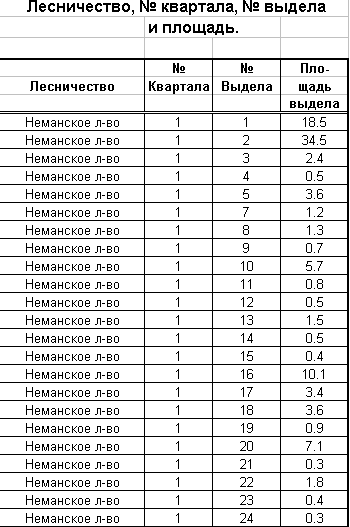 Лесничество, № квартала, № выдела
и площадь.
Лесничество № Квартала № Выдела Пло-щадь выдела
Неманское л-во 1 1 18.5
Неманское л-во 1 2 34.5
Неманское л-во 1 3 2.4
Неманское л-во 1 4 0.5
Неманское л-во 1 5 3.6
Неманское л-во 1 7 1.2
Неманское л-во 1 8 1.3
Неманское л-во 1 9 0.7
Неманское л-во 1 10 5.7
Неманское л-во 1 11 0.8
Неманское л-во 1 12 0.5
Неманское л-во 1 13 1.5
Неманское л-во 1 14 0.5
Неманское л-во 1 15 0.4
Неманское л-во 1 16 10.1
Неманское л-во 1 17 3.4
Неманское л-во 1 18 3.6
Неманское л-во 1 19 0.9
Неманское л-во 1 20 7.1
Неманское л-во 1 21 0.3
Неманское л-во 1 22 1.8
Неманское л-во 1 23 0.4
Неманское л-во 1 24 0.3